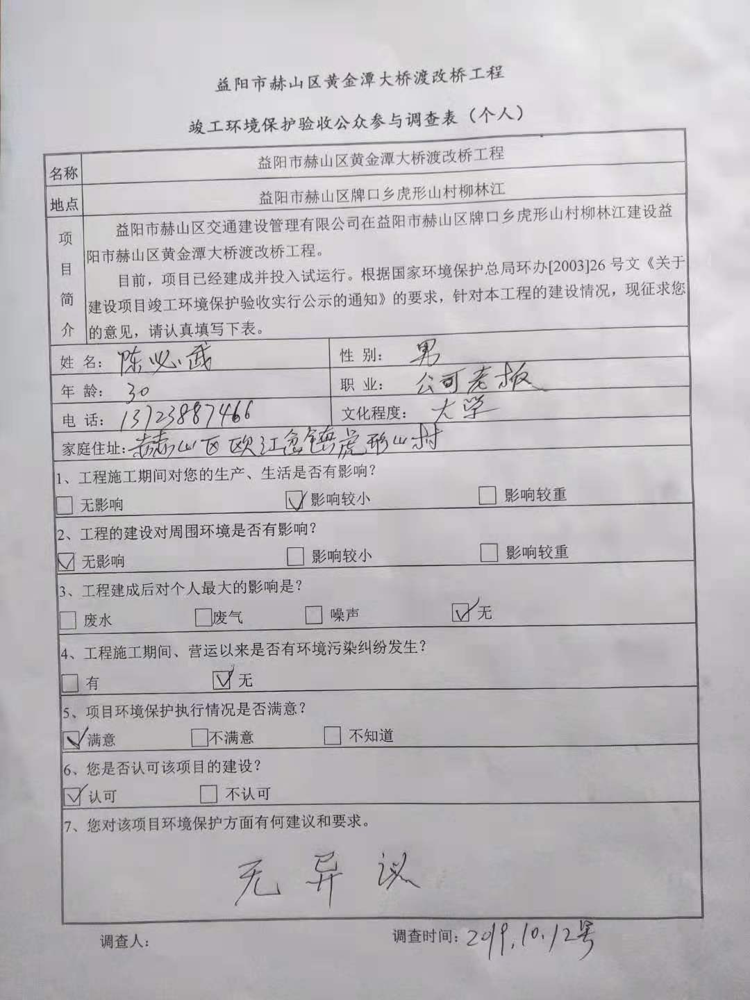 益阳市赫山区黄金潭大桥渡改桥工程
竣工环境保护验收公众参与调查表（个人）
名称 益阳市赫山区黄金潭大桥渡改桥工程
地点 益阳市赫山区牌口乡虎形山村柳林江
项目简介
益阳市赫山区交通建设管理有限公司在益阳市赫山区牌口乡虎形山村柳林江建设益
阳市赫山区黄金潭大桥渡改桥工程。
目前，项目已经建成并投入试运行。根据国家环境保护总局环办[2003]26 号文《关于
建设项目竣工环境保护验收实行公示的通知》的要求，针对本工程的建设情况，现征求您
的意见，请认真填写下表。
姓 名： 陈必武 性 别： 男
年 龄： 30 职 业： 公司老板
电 话： 13723887466 文化程度： 大学
家庭住址：赫山区欧江岔镇虎形山村
1、工程施工期间对您的生产、生活是否有影响？
□ 无影响 ☑ 影响较小 □ 影响较重
2、工程的建设对周围环境是否有影响？
☑ 无影响 □ 影响较小 □ 影响较重
3、工程建成后对个人最大的影响是？
□ 废水 □废气 □ 噪声 ☑ 无
4、工程施工期间、营运以来是否有环境污染纠纷发生？
□ 有 ☑ 无
5、项目环境保护执行情况是否满意？
☑ 满意 □不满意 □ 不知道
6、您是否认可该项目的建设？
☑ 认可 □ 不认可
7、您对该项目环境保护方面有何建议和要求。
无异议
调查人： 调查时间：2019.10.12号